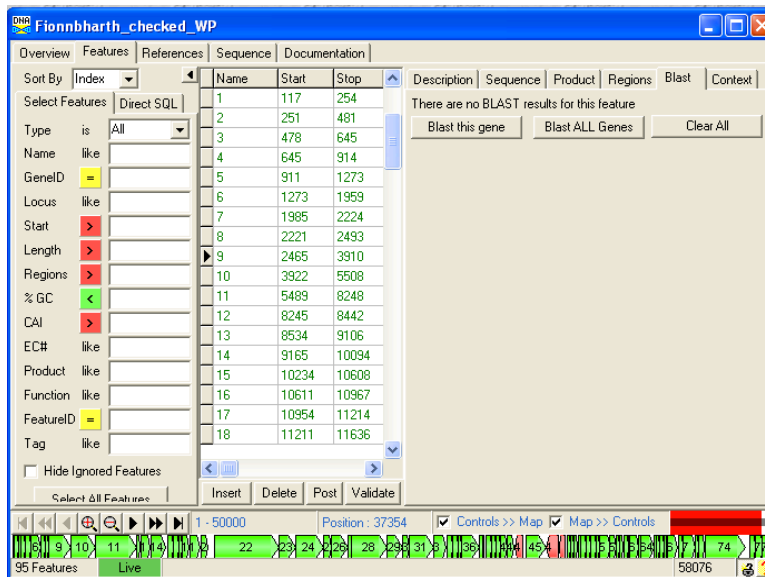 DNA Fionnbharth_checked_WP
Overview Features References Sequence Documentation
Sort By Index
Select Features Direct SQL
Type is All
Name like
GeneID =
Locus like
Start >
Length >
Regions >
% GC <
CAI >
EC# like
Product like
Function like
FeatureID =
Tag like
Hide Ignored Features
Select All Features
Name Start Stop
1 117 254
2 251 481
3 478 645
4 645 914
5 911 1273
6 1273 1959
7 1985 2224
8 2221 2493
9 2465 3910
10 3922 5508
11 5489 8248
12 8245 8442
13 8534 9106
14 9165 10094
15 10234 10608
16 10611 10967
17 10954 11214
18 11211 11636
Insert Delete Post Validate
Description Sequence Product Regions Blast Context
There are no BLAST results for this feature
Blast this gene Blast ALL Genes Clear All
1 - 50000 Position : 37354 Controls >> Map Map >> Controls
6 9 10 11 14 22 23 24 26 28 31 36 45 74
95 Features Live 58076